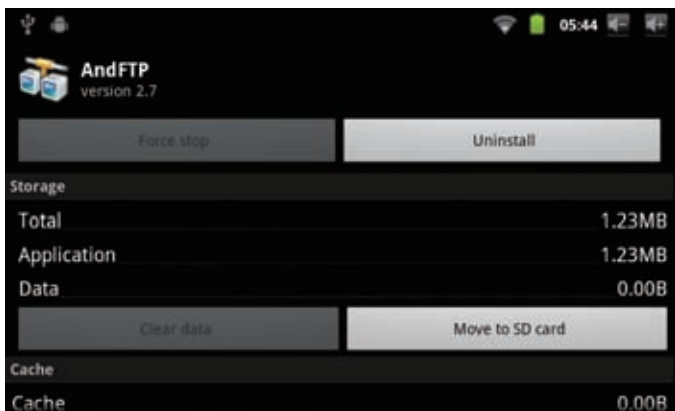 05:44
AndFTP
version 2.7
Force stop Uninstall
Storage
Total 1.23MB
Application 1.23MB
Data 0.00B
Clear data Move to SD card
Cache
Cache 0.00B